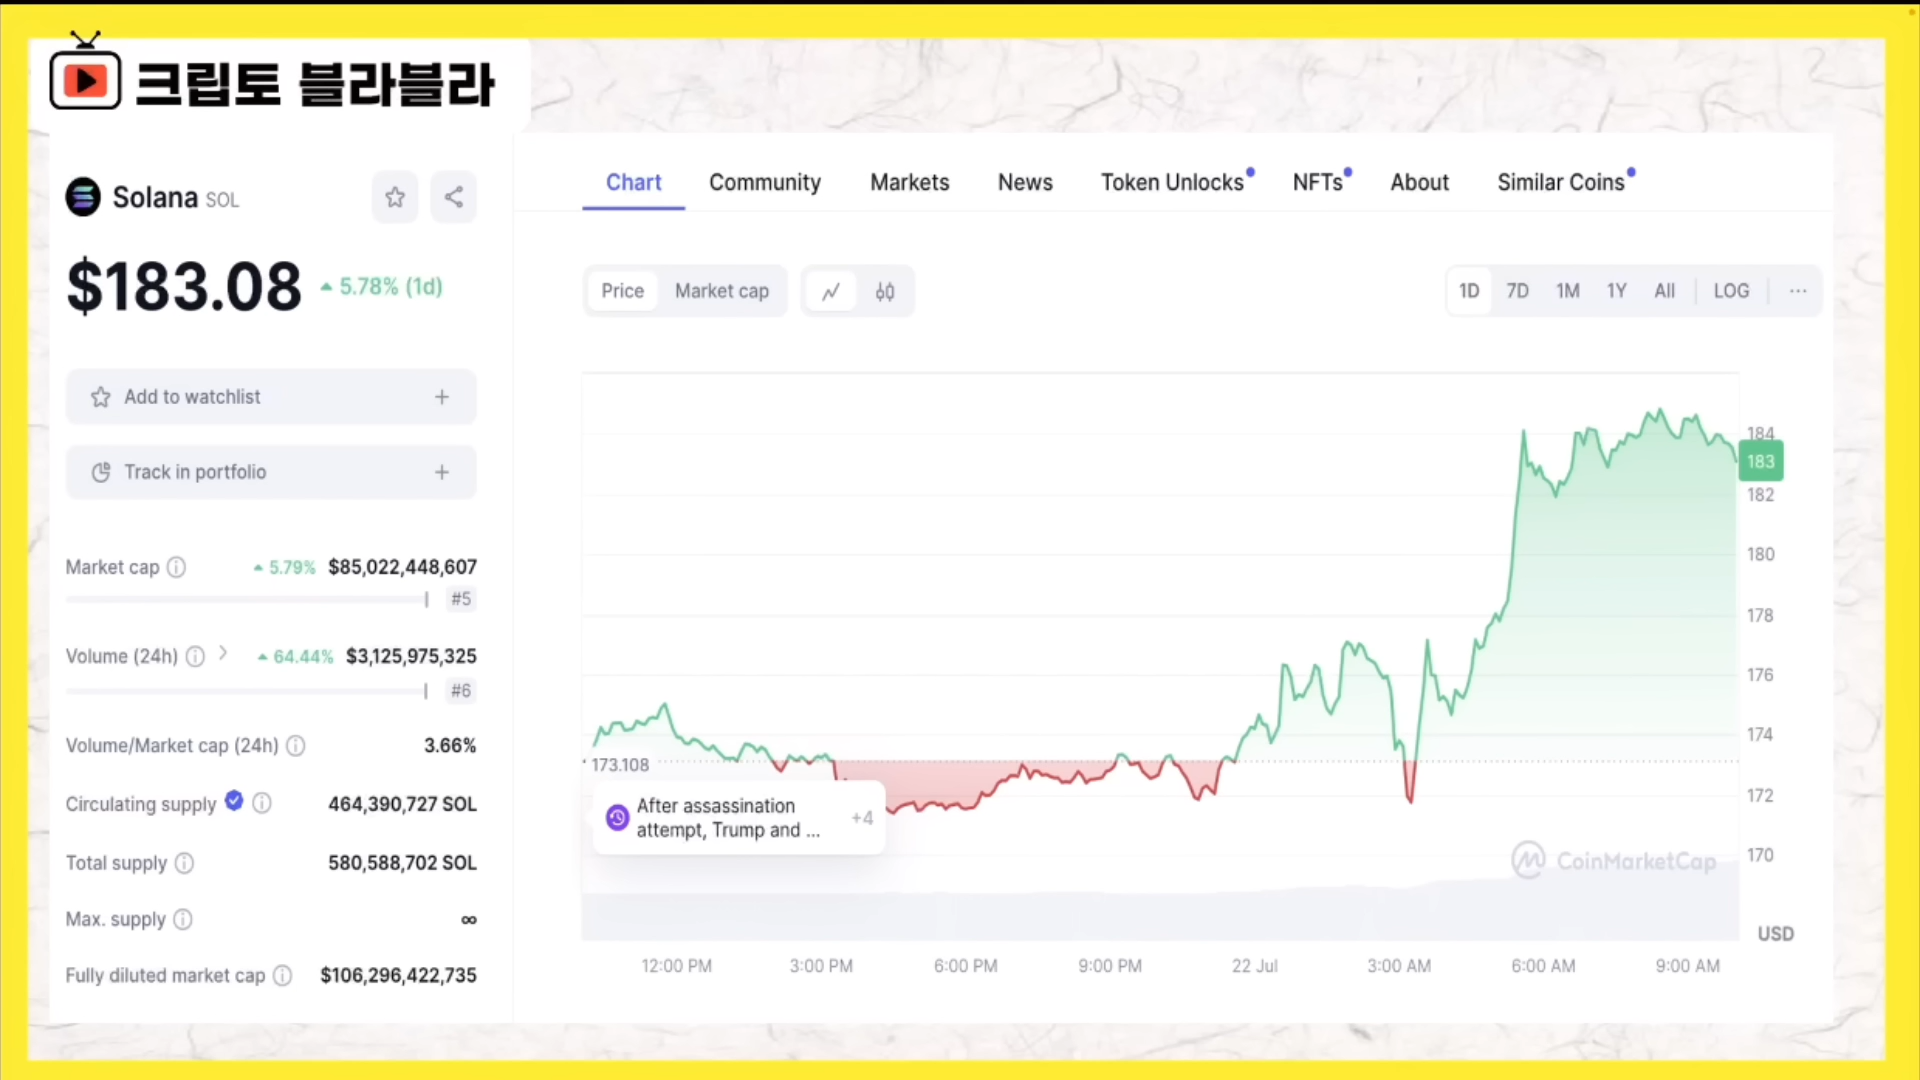 크립토 블라블라
Solana SOL
$183.08 5.78% (1d)
Add to watchlist +
Track in portfolio +
Market cap 5.79% $85,022,448,607
#5
Volume (24h) > 64.44% $3,125,975,325
#6
Volume/Market cap (24h) 3.66%
Circulating supply 464,390,727 SOL
Total supply 580,588,702 SOL
Max. supply ∞
Fully diluted market cap $106,296,422,735
Chart Community Markets News Token Unlocks NFTs About Similar Coins
Price Market cap
1D 7D 1M 1Y All LOG ...
184
183
182
180
178
176
174
173.108
172
170
After assassination
attempt, Trump and ...
+4
CoinMarketCap
USD
12:00 PM 3:00 PM 6:00 PM 9:00 PM 22 Jul 3:00 AM 6:00 AM 9:00 AM